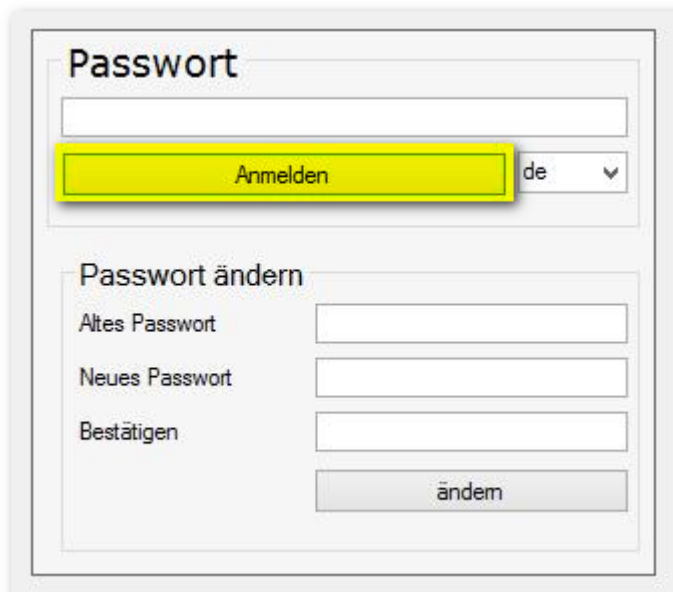 Passwort
Anmelden
de
Passwort ändern
Altes Passwort
Neues Passwort
Bestätigen
ändern